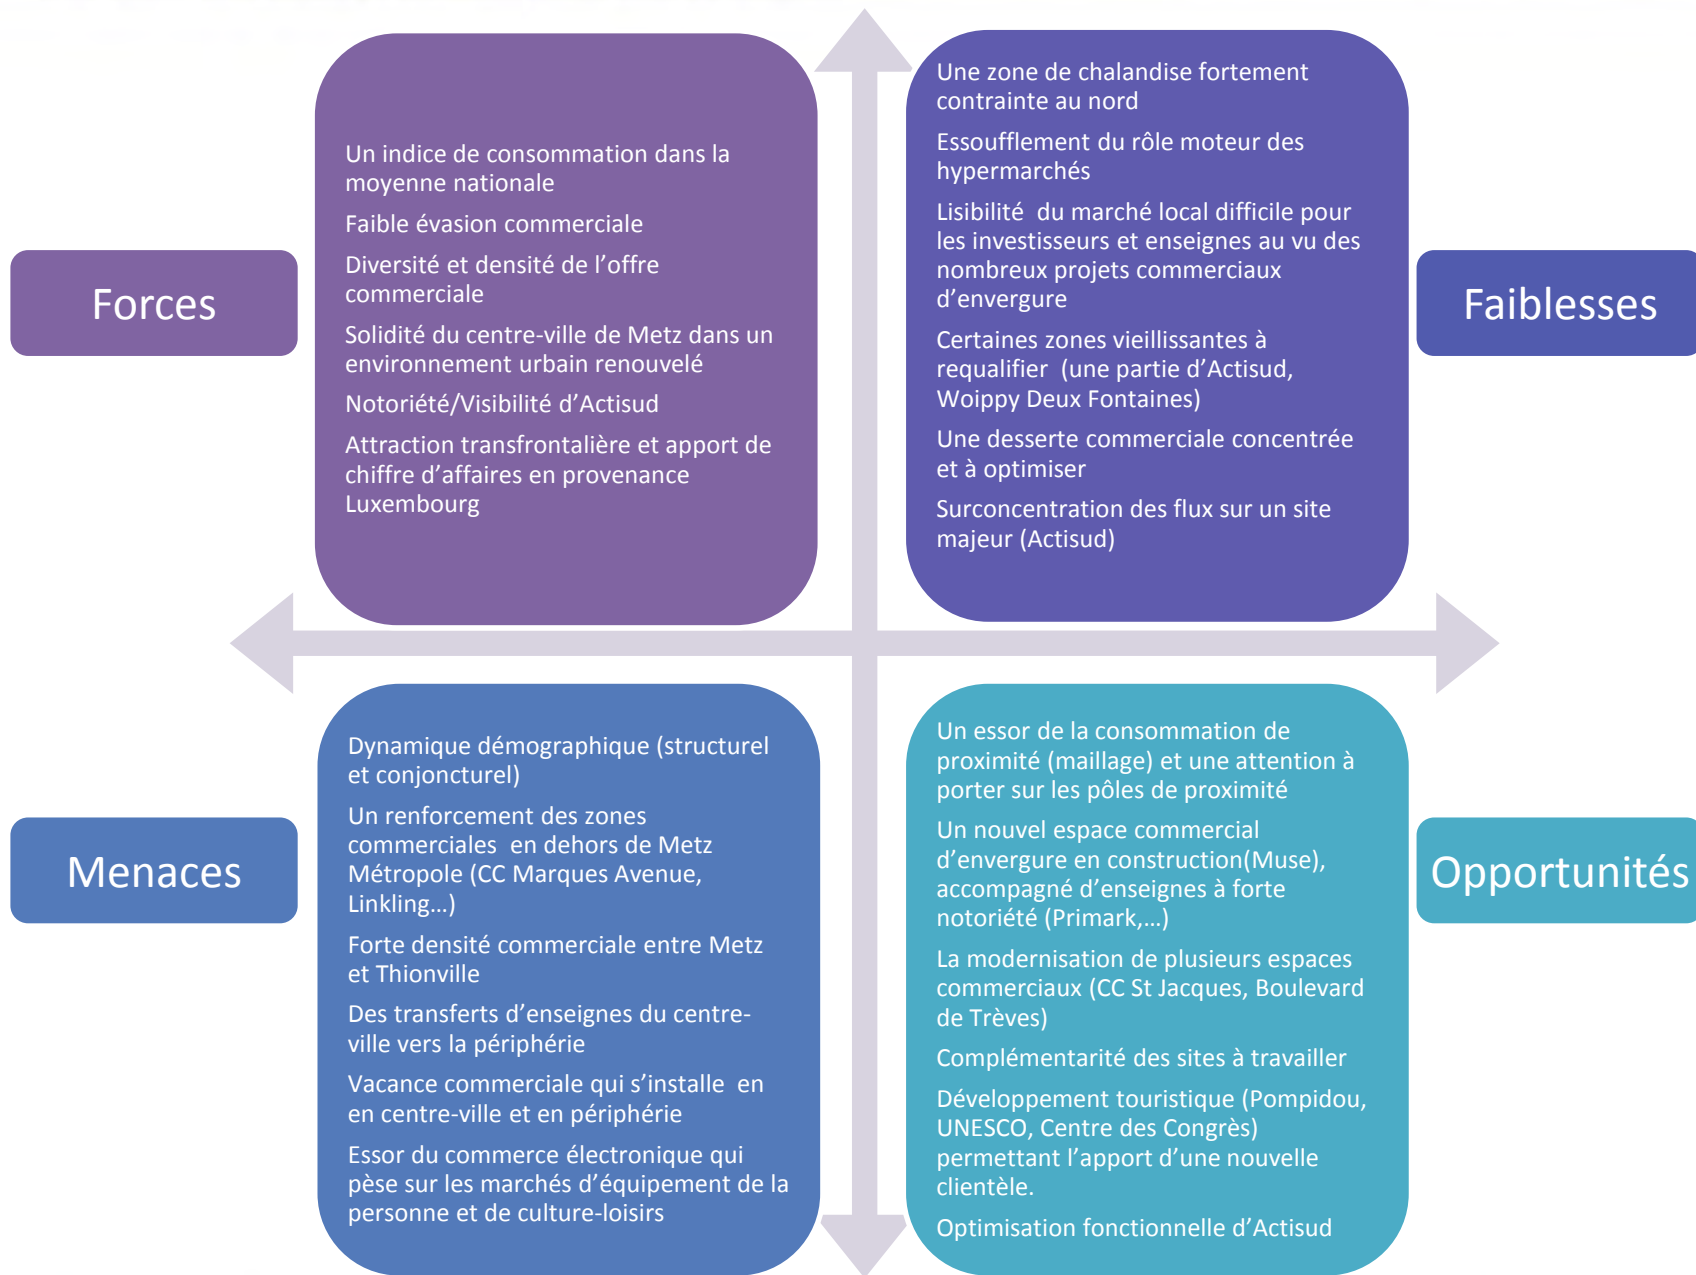 Forces
Un indice de consommation dans la
moyenne nationale
Faible évasion commerciale
Diversité et densité de l'offre
commerciale
Solidité du centre-ville de Metz dans un
environnement urbain renouvelé
Notoriété/Visibilité d'Actisud
Attraction transfrontalière et apport de
chiffre d'affaires en provenance
Luxembourg
Une zone de chalandise fortement
contrainte au nord
Essoufflement du rôle moteur des
hypermarchés
Lisibilité  du marché local difficile pour
les investisseurs et enseignes au vu des
nombreux projets commerciaux
d'envergure
Certaines zones vieillissantes à
requalifier  (une partie d'Actisud,
Woippy Deux Fontaines)
Une desserte commerciale concentrée
et à optimiser
Surconcentration des flux sur un site
majeur (Actisud)
Faiblesses
Menaces
Dynamique démographique (structurel
et conjoncturel)
Un renforcement des zones
commerciales  en dehors de Metz
Métropole (CC Marques Avenue,
Linkling…)
Forte densité commerciale entre Metz
et Thionville
Des transferts d'enseignes du centre-
ville vers la périphérie
Vacance commerciale qui s'installe  en
en centre-ville et en périphérie
Essor du commerce électronique qui
pèse sur les marchés d'équipement de la
personne et de culture-loisirs
Un essor de la consommation de
proximité (maillage) et une attention à
porter sur les pôles de proximité
Un nouvel espace commercial
d'envergure en construction(Muse),
accompagné d'enseignes à forte
notoriété (Primark,…)
La modernisation de plusieurs espaces
commerciaux (CC St Jacques, Boulevard
de Trèves)
Complémentarité des sites à travailler
Développement touristique (Pompidou,
UNESCO, Centre des Congrès)
permettant l'apport d'une nouvelle
clientèle.
Optimisation fonctionnelle d'Actisud
Opportunités